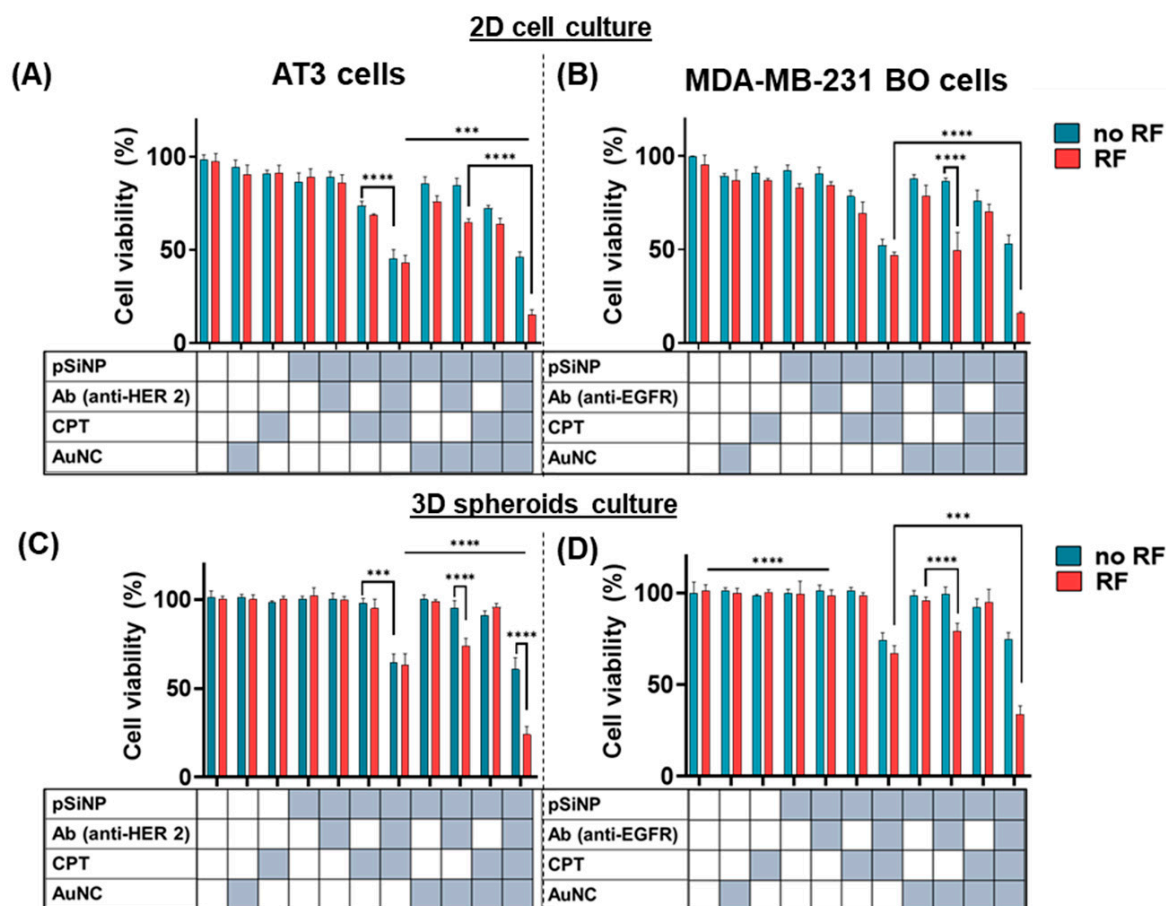 2D cell culture
(A)
AT3 cells
(B)
MDA-MB-231 BO cells
no RF
RF
Cell viability (%)
100
50
0
***
****
****
pSiNP
Ab (anti-HER 2)
CPT
AuNC
Cell viability (%)
100
50
0
****
****
pSiNP
Ab (anti-EGFR)
CPT
AuNC
3D spheroids culture
(C)
(D)
no RF
RF
Cell viability (%)
100
50
0
****
***
****
****
pSiNP
Ab (anti-HER 2)
CPT
AuNC
Cell viability (%)
100
50
0
***
****
****
pSiNP
Ab (anti-EGFR)
CPT
AuNC